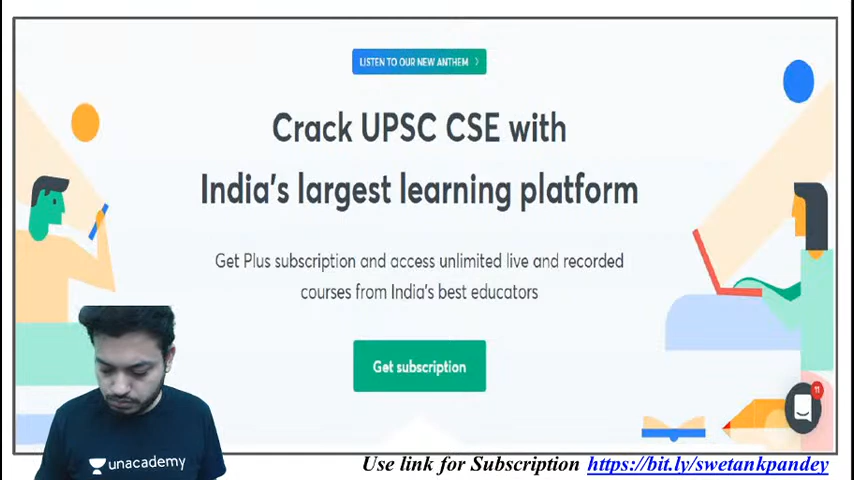 LISTEN TO OUR NEW ANTHEM >
Crack UPSC CSE with
India's largest learning platform
Get Plus subscription and access unlimited live and recorded
courses from India's best educators
Get subscription
11
unacademy
Use link for Subscription https://bit.ly/swetankpandey